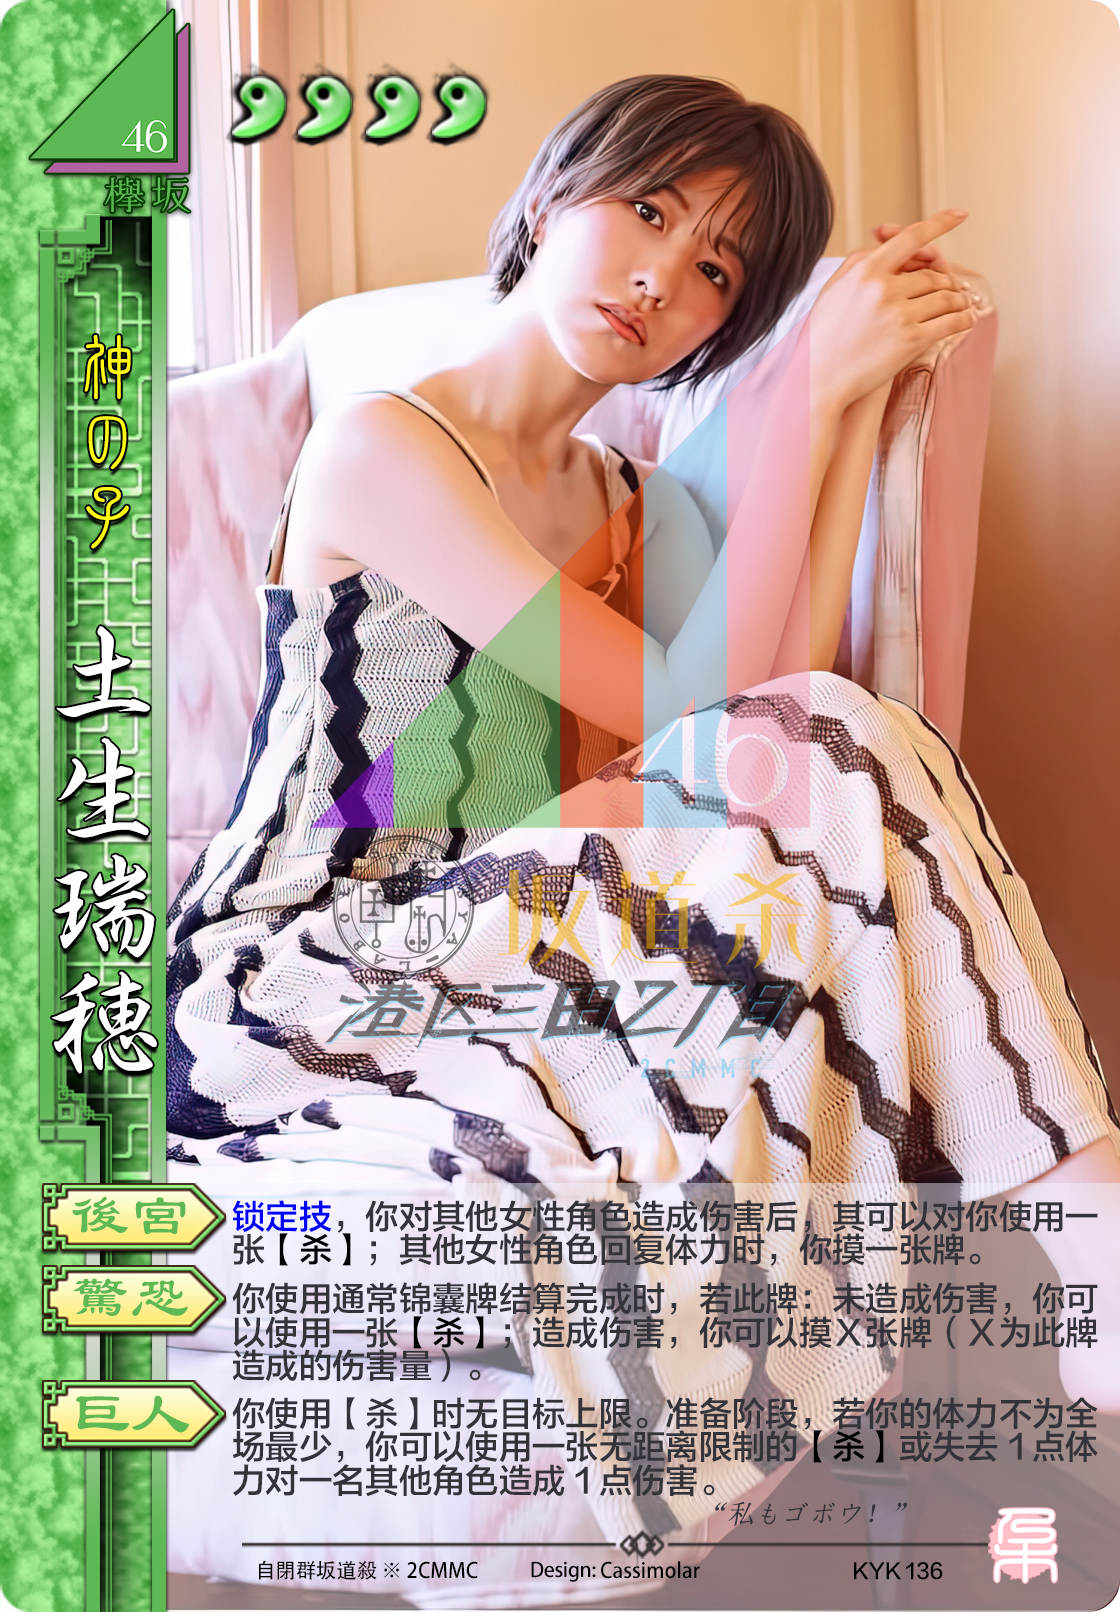 46
欅坂
神の子
土生瑞穂
46
坂道杀
港区三田2丁目
2CMMC
後宮
锁定技，你对其他女性角色造成伤害后，其可以对你使用一
张【杀】；其他女性角色回复体力时，你摸一张牌。
驚恐
你使用通常锦囊牌结算完成时，若此牌：未造成伤害，你可
以使用一张【杀】；造成伤害，你可以摸X张牌（X为此牌
造成的伤害量）。
巨人
你使用【杀】时无目标上限。准备阶段，若你的体力不为全
场最少，你可以使用一张无距离限制的【杀】或失去1点体
力对一名其他角色造成1点伤害。
“私もゴボウ！”
自閉群坂道殺 ※ 2CMMC Design: Cassimolar KYK 136